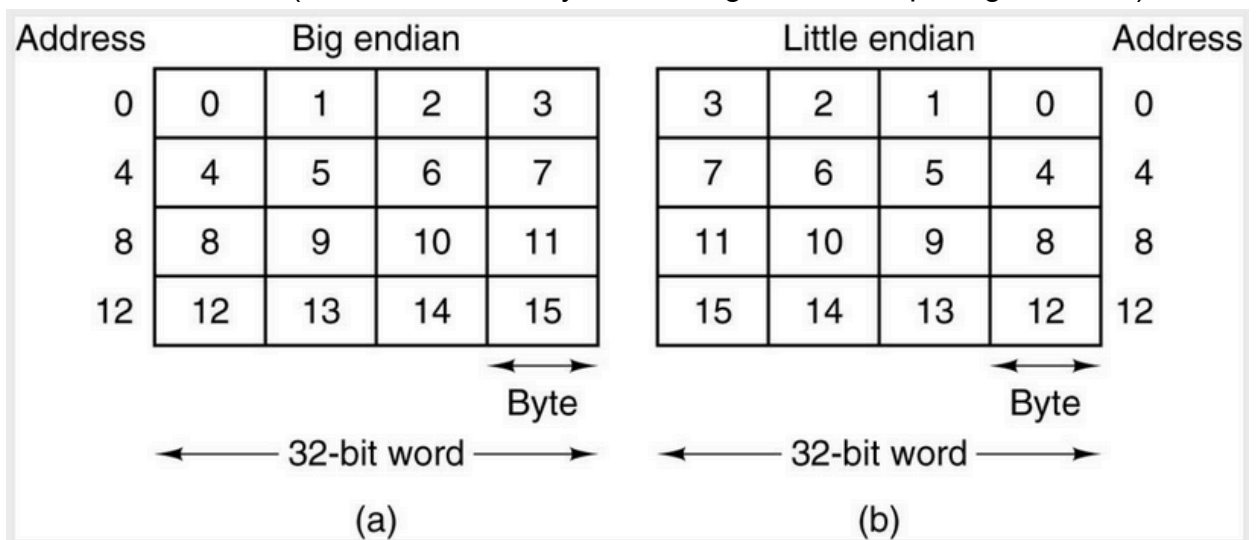 Address Big endian Little endian Address
0 0 1 2 3 3 2 1 0 0
4 4 5 6 7 7 6 5 4 4
8 8 9 10 11 11 10 9 8 8
12 12 13 14 15 15 14 13 12 12
Byte Byte
32-bit word 32-bit word
(a) (b)